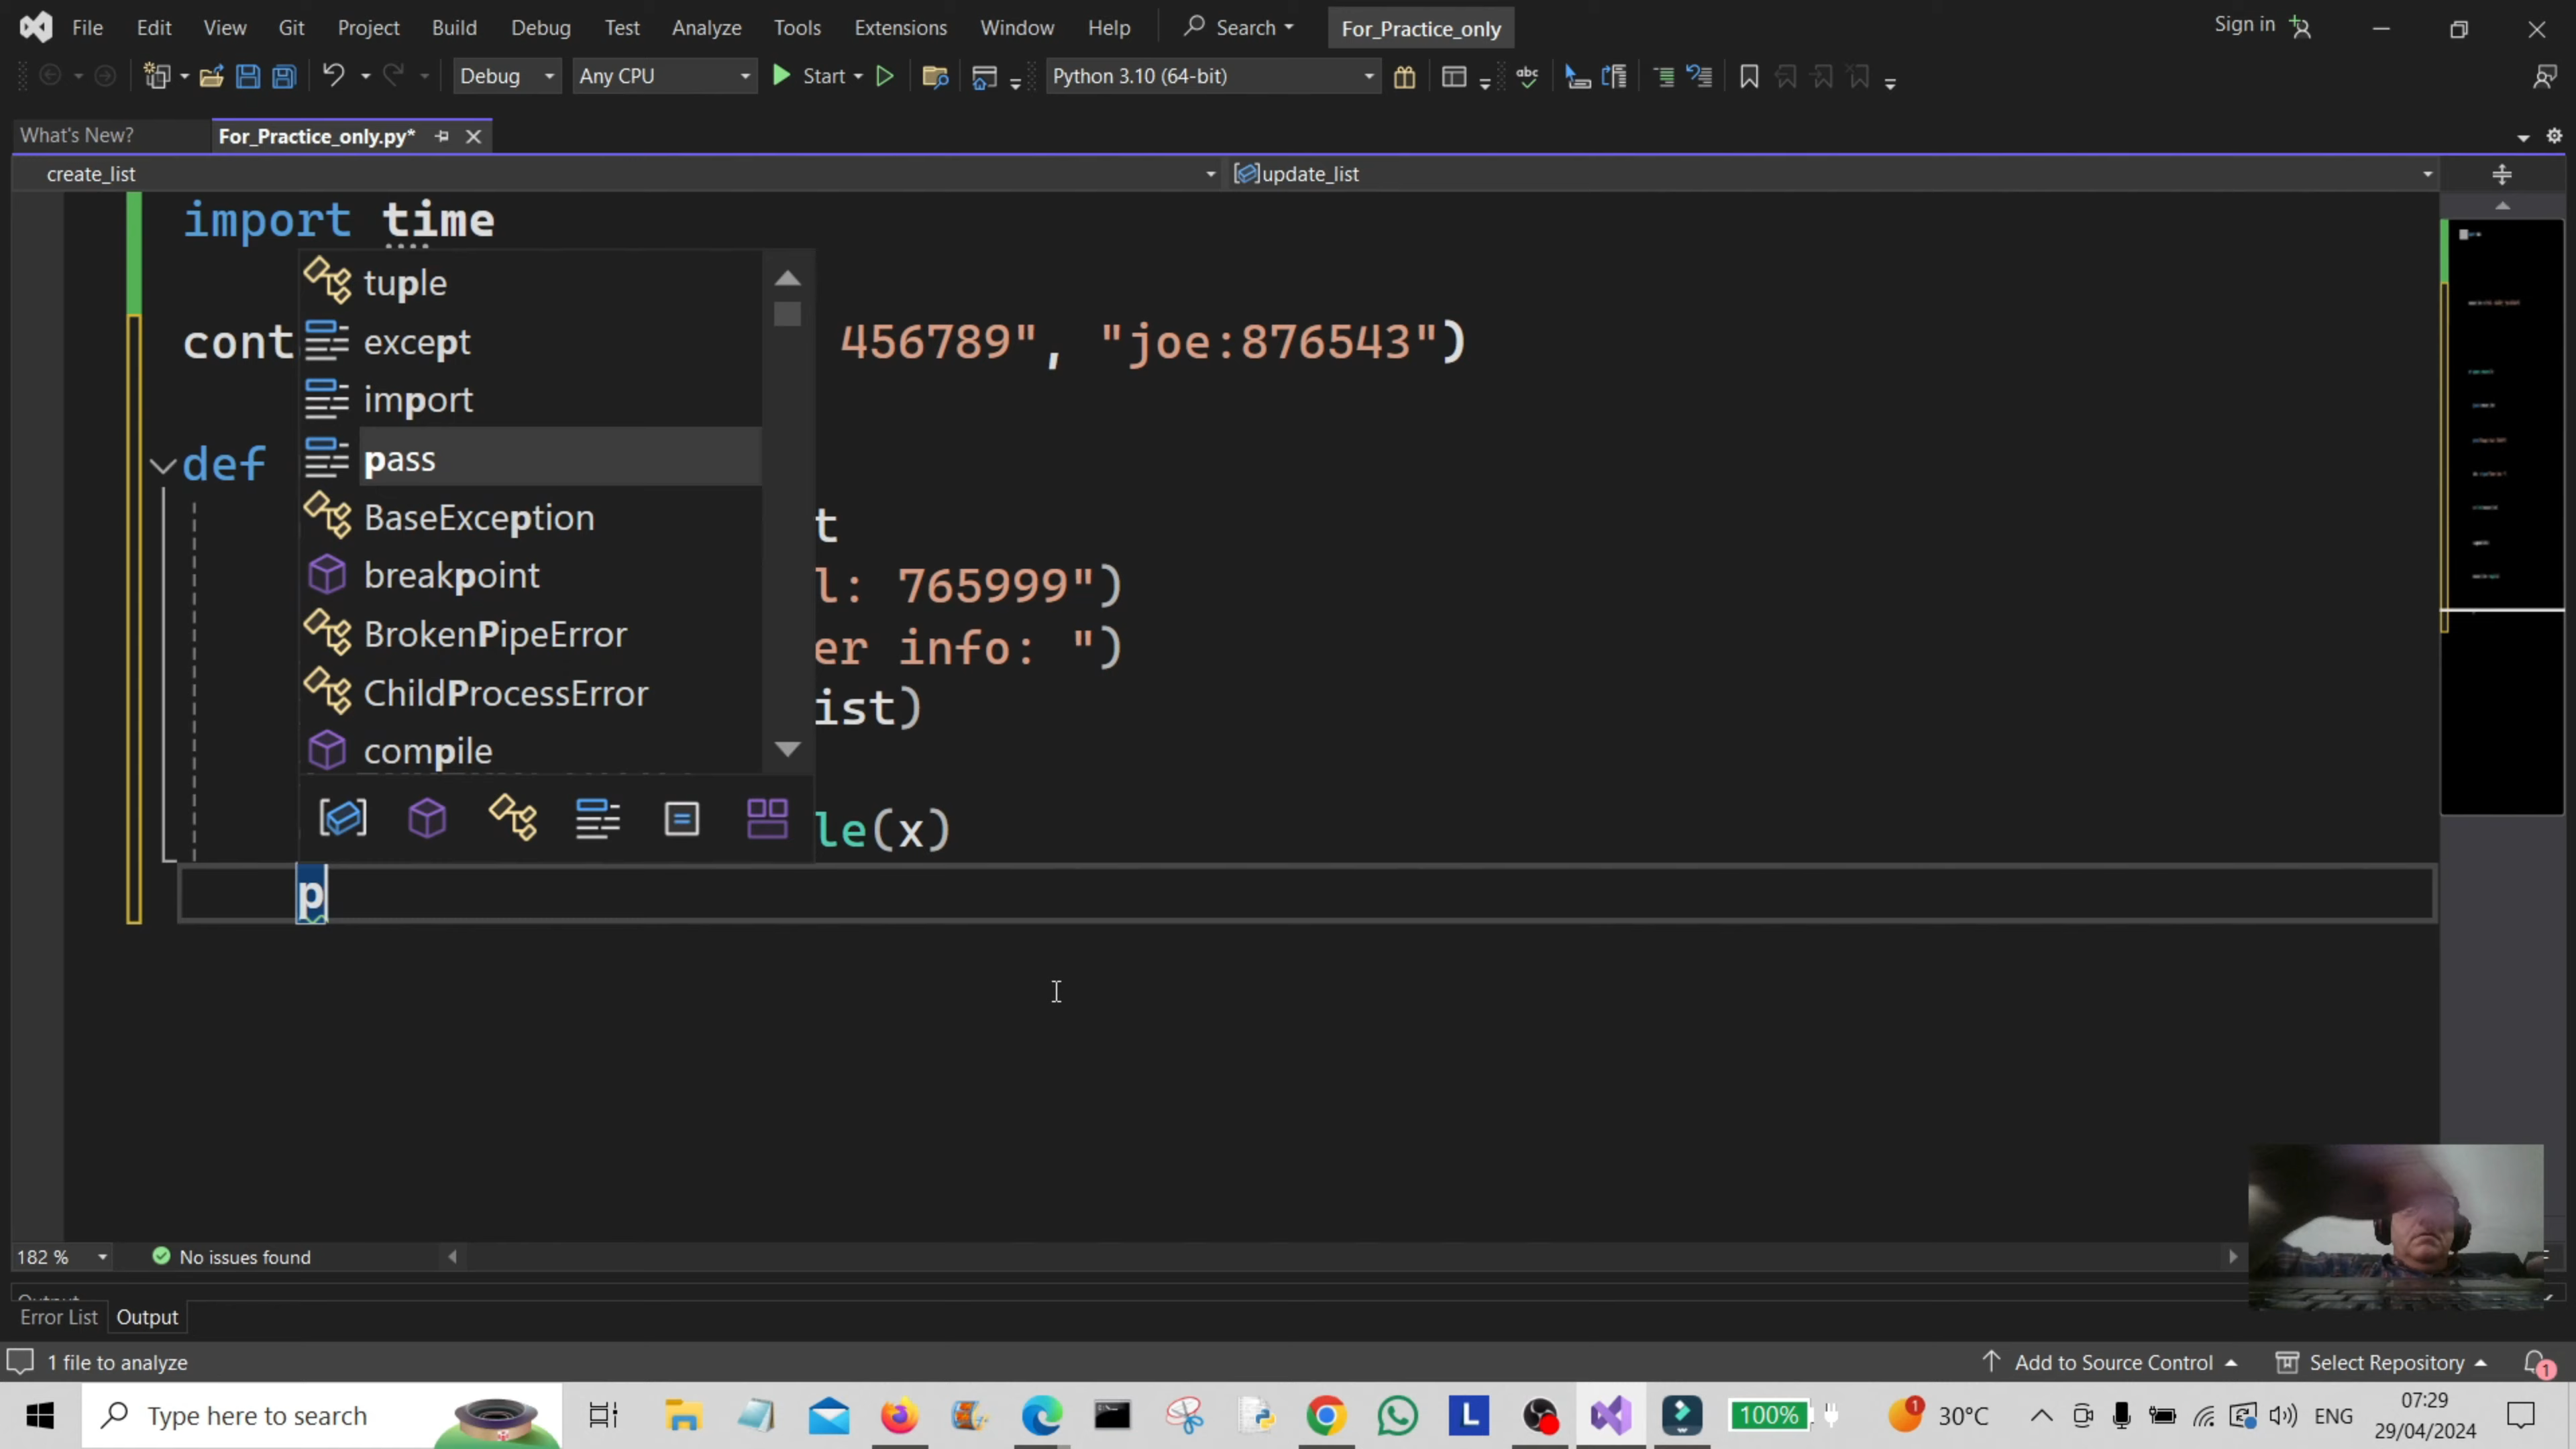 File Edit View Git Project Build Debug Test Analyze Tools Extensions Window Help Search For_Practice_only Sign in
Debug Any CPU Start Python 3.10 (64-bit) abc
What's New? For_Practice_only.py*
create_list update_list
import time
tuple
cont except 456789", "joe:876543")
import
def pass
BaseException t
breakpoint l: 765999")
BrokenPipeError er info: ")
ChildProcessError ist)
compile
le(x)
p
182 % No issues found
Output
Error List Output
1 file to analyze Add to Source Control Select Repository 1
Type here to search L 100% 1 30°C ENG 07:29
29/04/2024